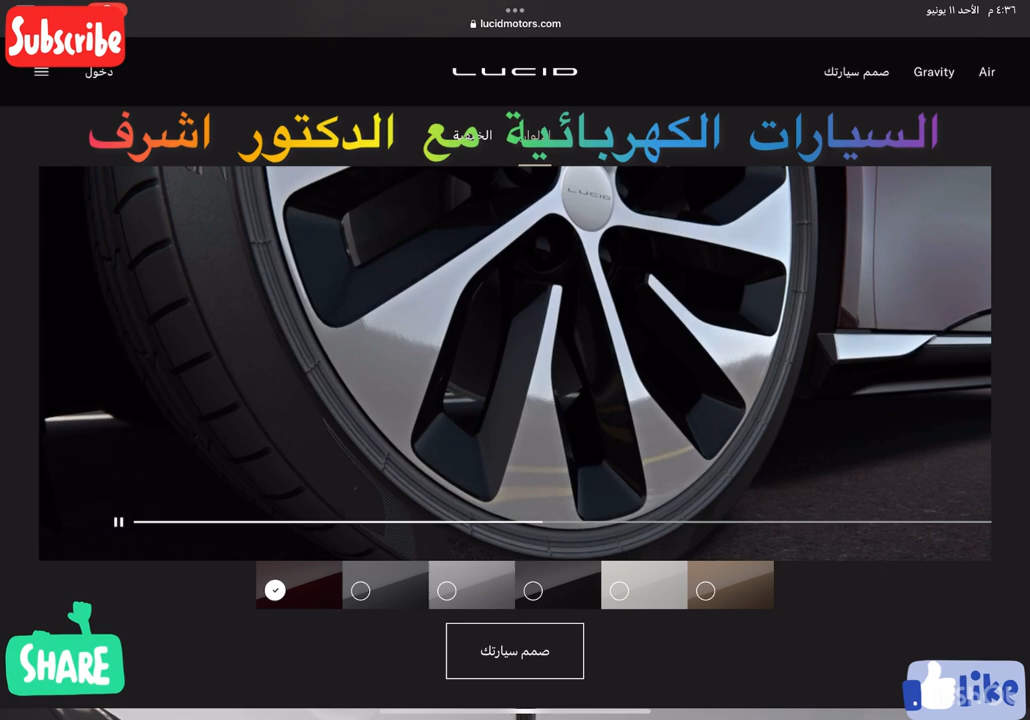 ٤:٣٦ م الأحد ١١ يونيو
lucidmotors.com
Subscribe
دخول
LUCID
صمم سيارتك
Gravity
Air
السيارات الكهربائية مع الدكتور اشرف
الخلفية
LUCID
صمم سيارتك
SHARE
like